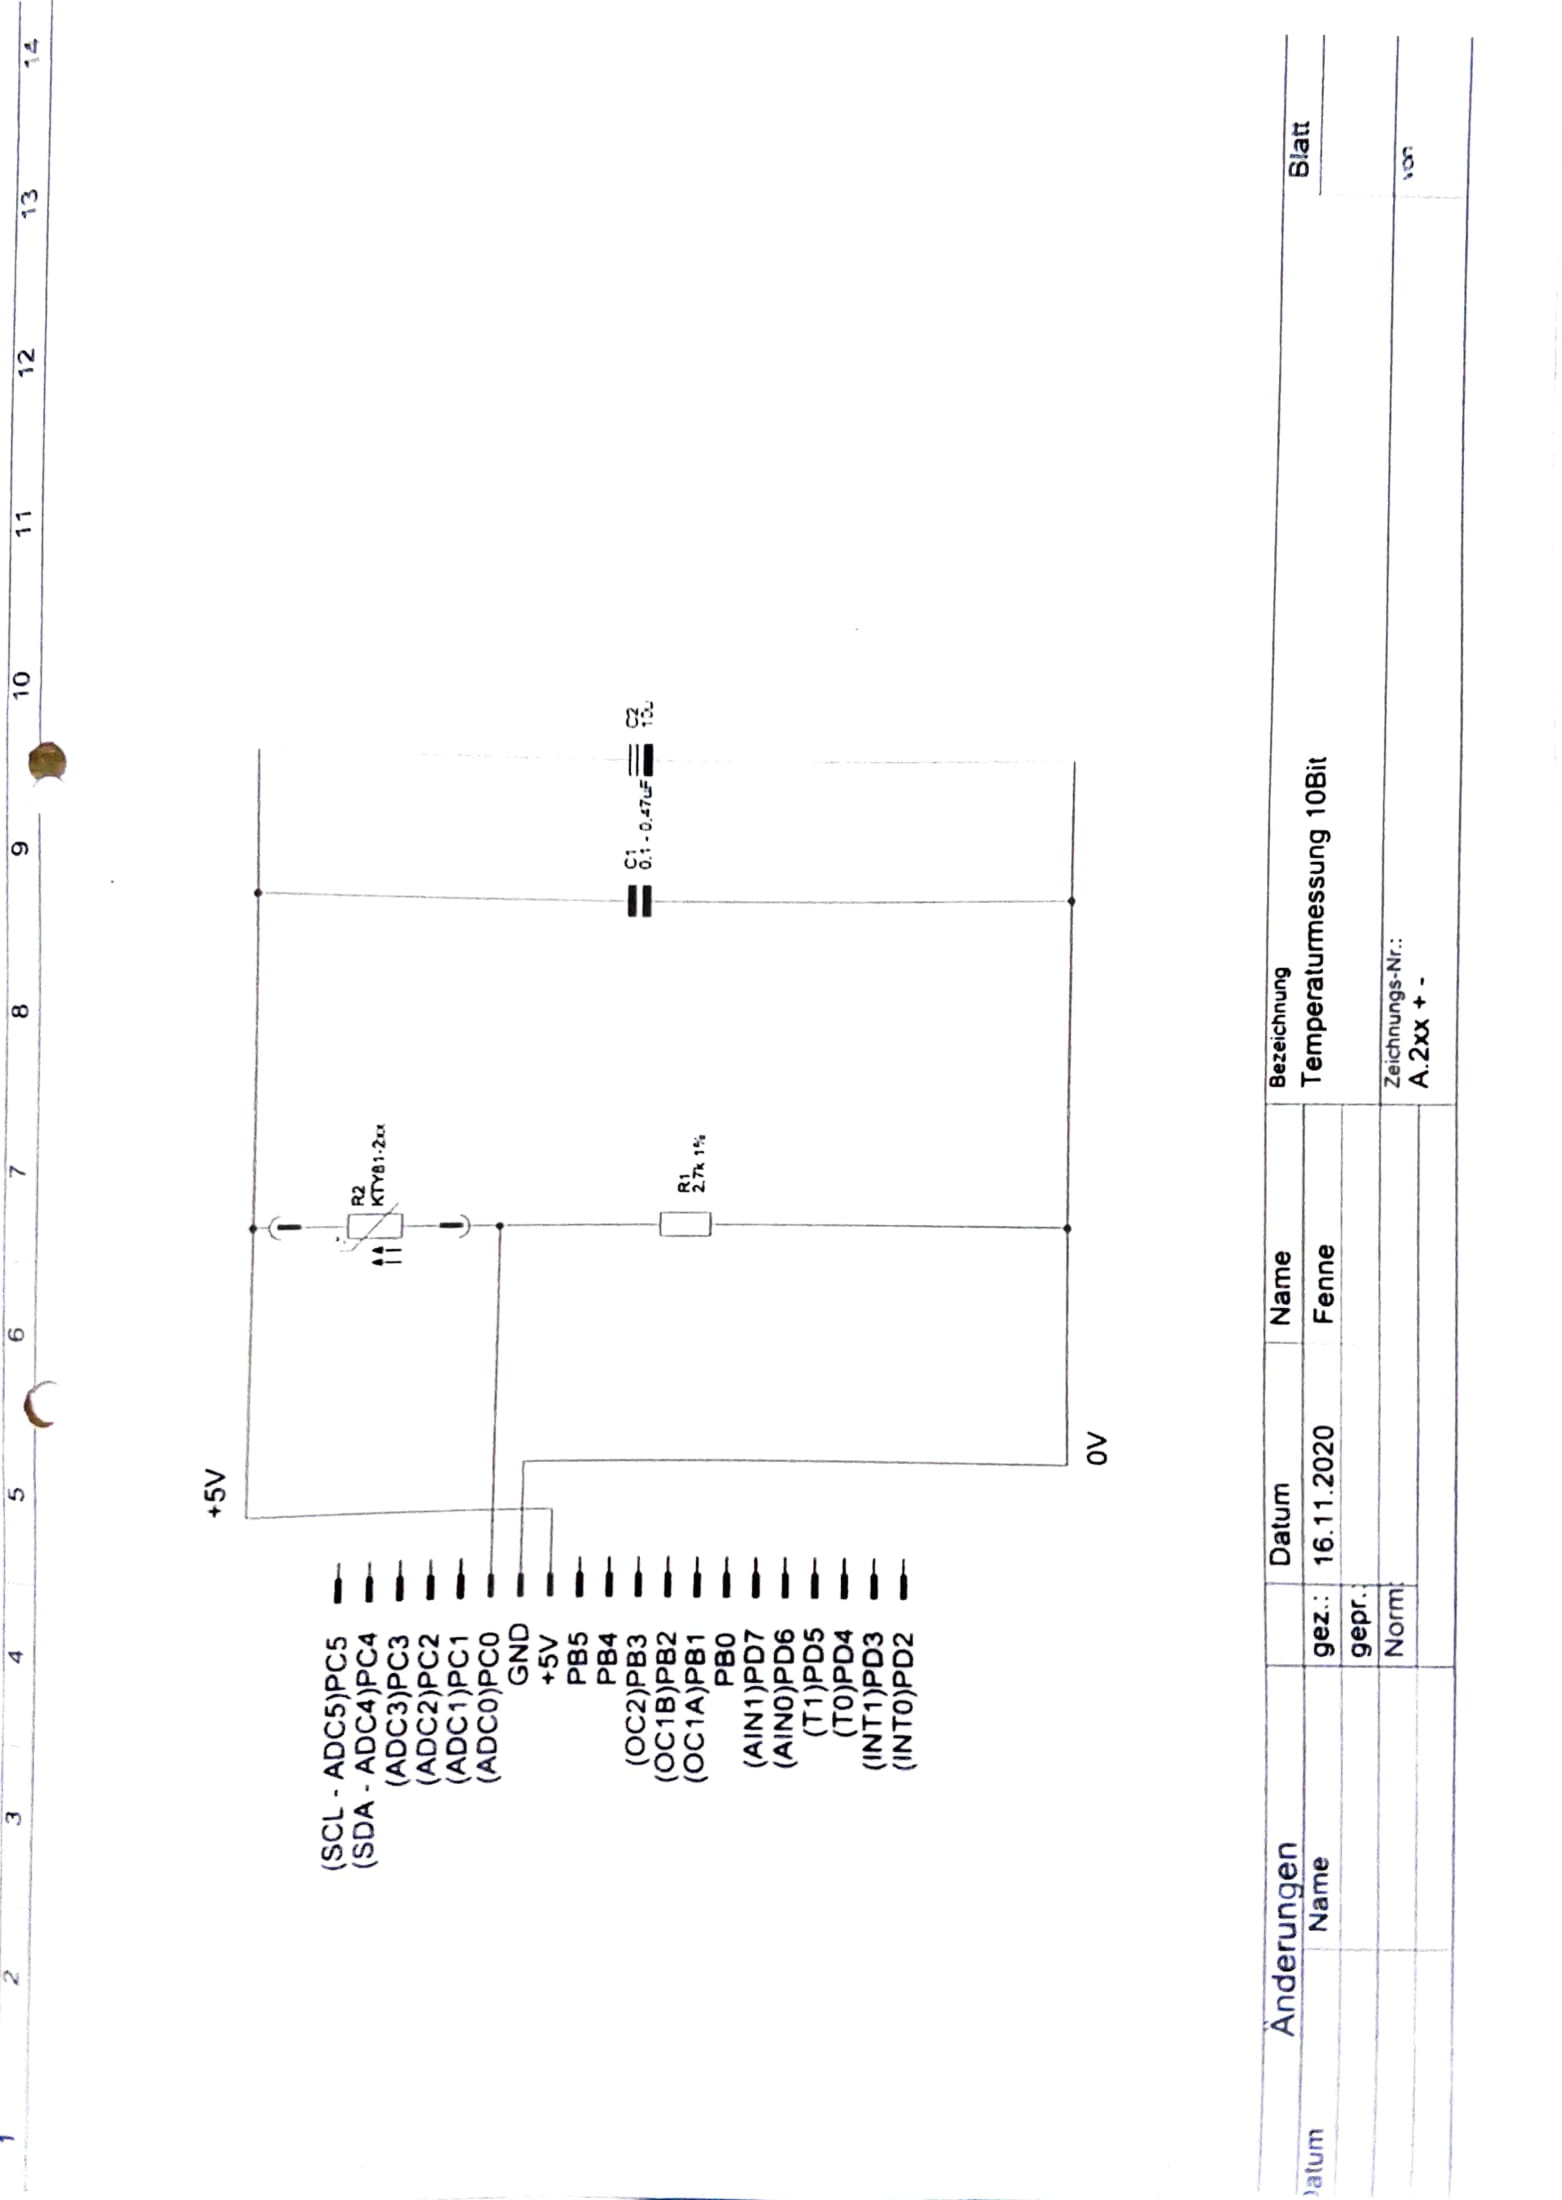 1 2 3 4 5 6 7 8 9 10 11 12 13 14
+5V
(SCL - ADC5)PC5
(SDA - ADC4)PC4
(ADC3)PC3
(ADC2)PC2
(ADC1)PC1
(ADC0)PC0
GND
+5V
PB5
PB4
(OC2)PB3
(OC1B)PB2
(OC1A)PB1
PB0
(AIN1)PD7
(AIN0)PD6
(T1)PD5
(T0)PD4
(INT1)PD3
(INT0)PD2
R2
KTY81-2xx
R1
2.7k 1%
C1
0.1 - 0.47uF
C2
10u
0V
Änderungen
Datum Name
Datum Name
gez.: 16.11.2020 Fenne
gepr.:
Norm:
Bezeichnung
Temperaturmessung 10Bit
Zeichnungs-Nr.:
A.2xx + -
Blatt
von